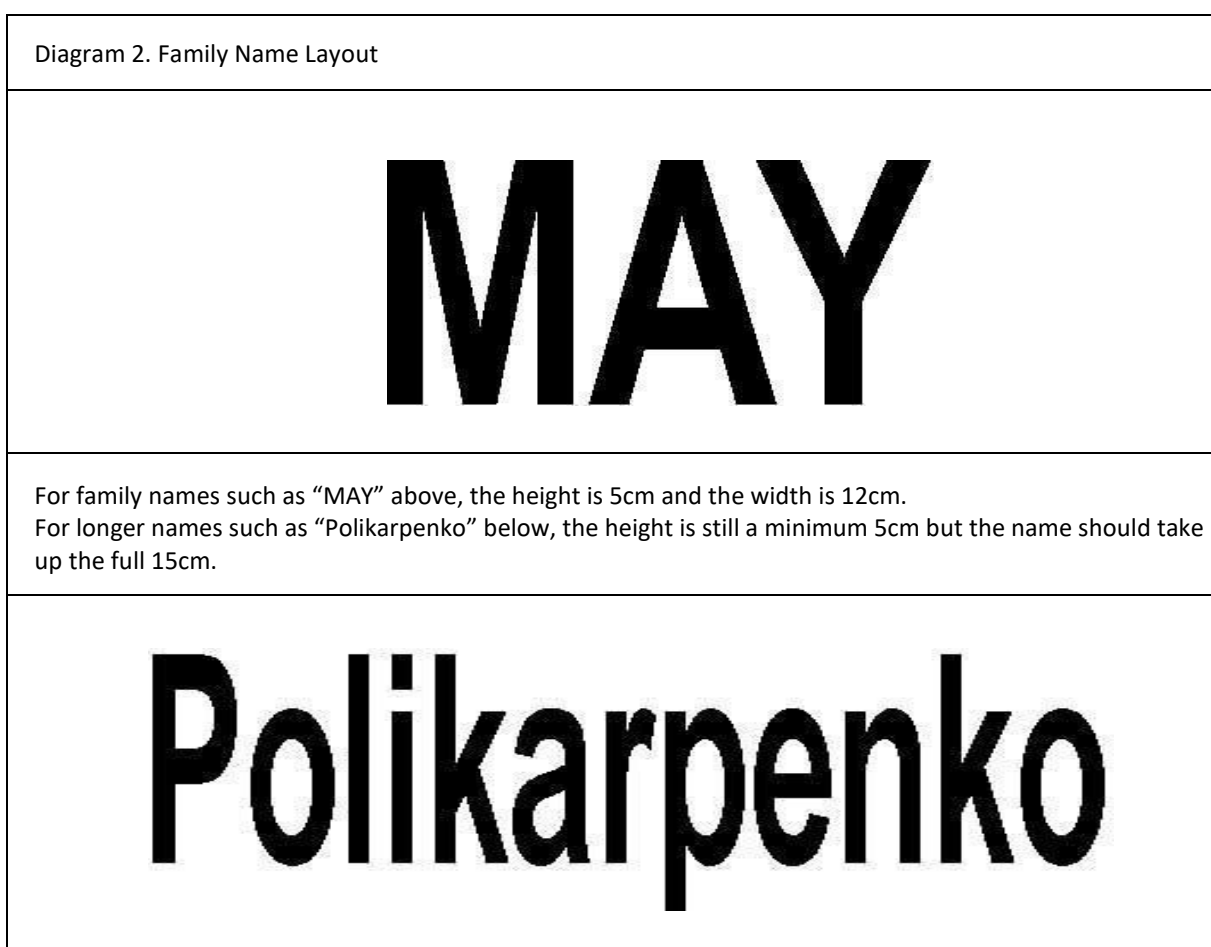 Diagram 2. Family Name Layout
MAY
For family names such as “MAY” above, the height is 5cm and the width is 12cm.
For longer names such as “Polikarpenko” below, the height is still a minimum 5cm but the name should take
up the full 15cm.
Polikarpenko